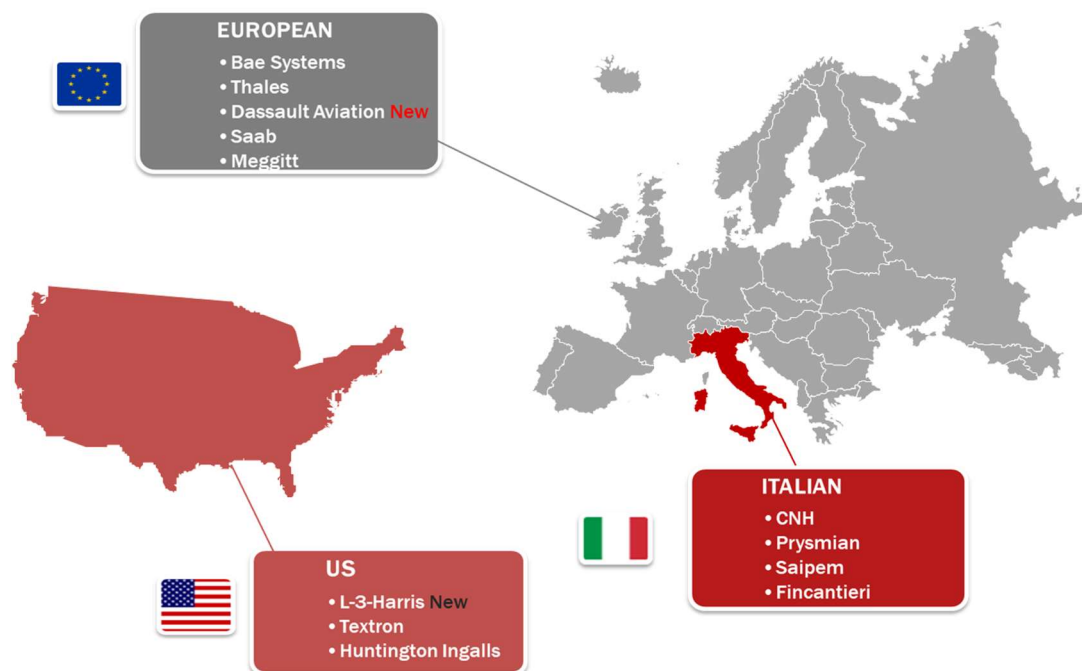 EUROPEAN
• Bae Systems
• Thales
• Dassault Aviation New
• Saab
• Meggitt
ITALIAN
• CNH
• Prysmian
• Saipem
• Fincantieri
US
• L-3-Harris New
• Textron
• Huntington Ingalls